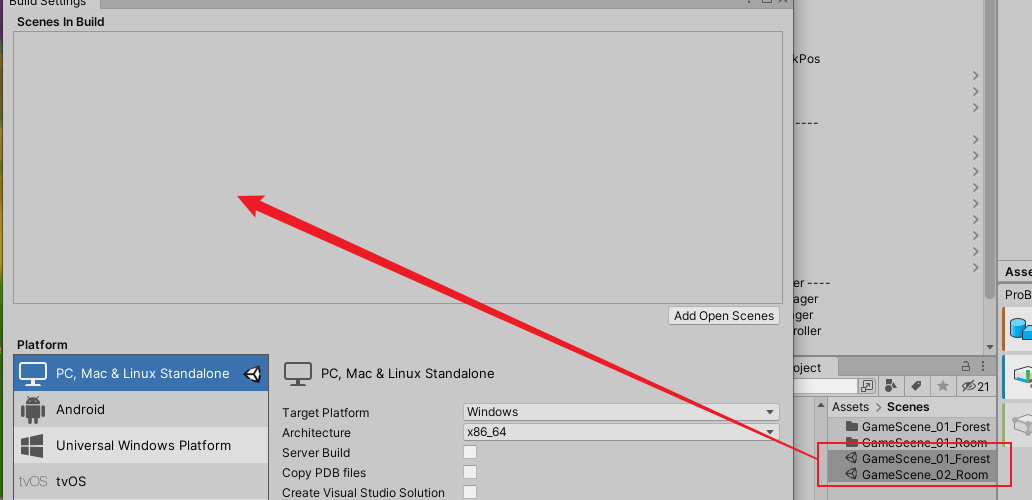 Build Settings
Scenes In Build
kPos
----
er ----
ager
ger
roller
Add Open Scenes
Asse
ProB
Platform
PC, Mac & Linux Standalone
Android
Universal Windows Platform
tvOS tvOS
PC, Mac & Linux Standalone
Target Platform Windows
Architecture x86_64
Server Build
Copy PDB files
Create Visual Studio Solution
oject
21
Assets > Scenes
GameScene_01_Forest
GameScene_01_Room
GameScene_01_Forest
GameScene_02_Room